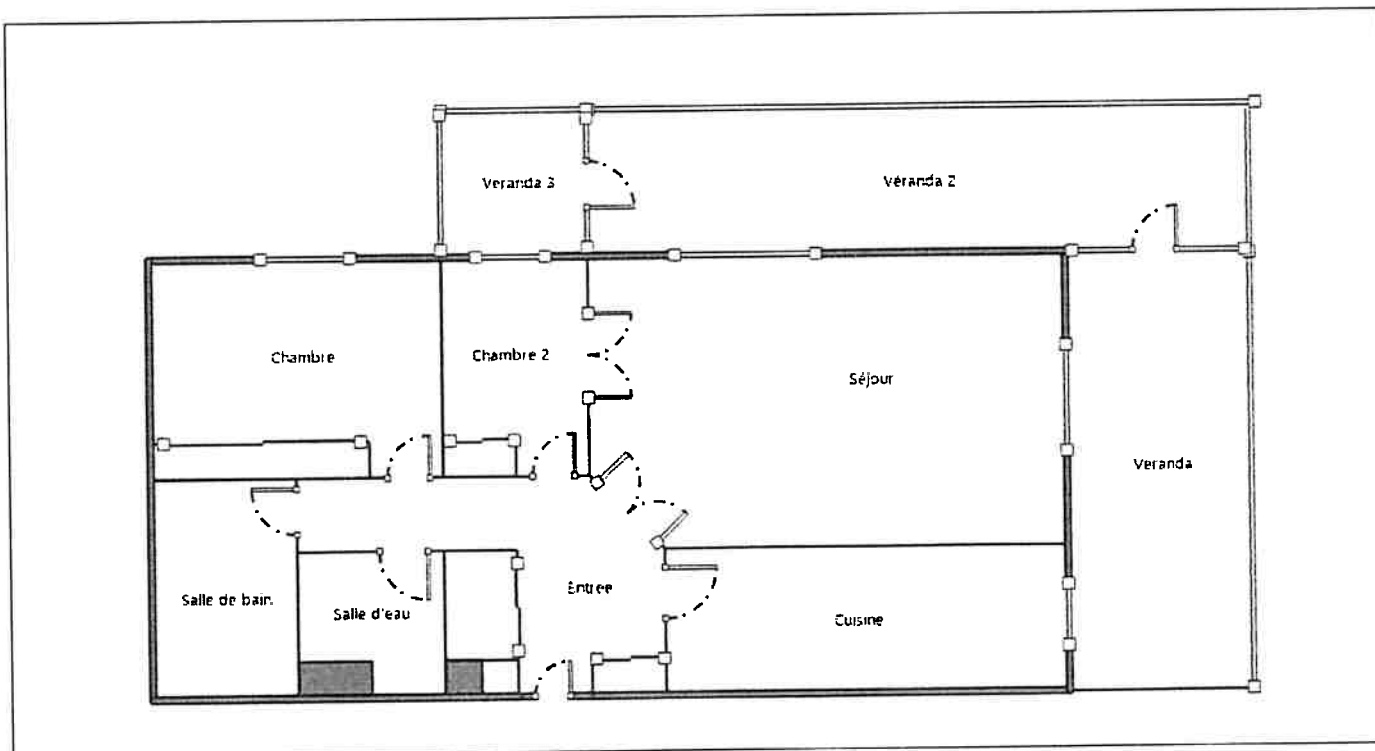 Veranda 3
Véranda 2
Chambre
Chambre 2
Séjour
Veranda
Salle de bain.
Salle d'eau
Entree
Cuisine